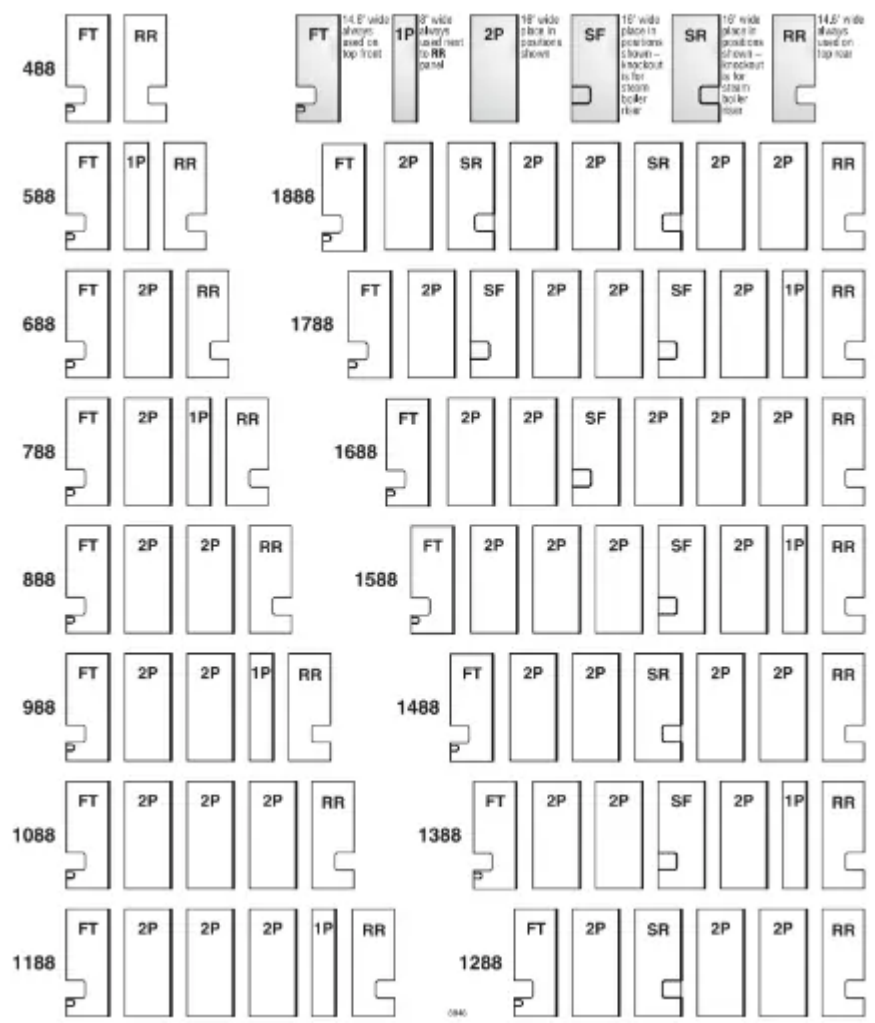 488 FT RR
FT
14.6" wide
always
used on
top front
1P
8" wide
always
used next
to RR
panel
2P
16" wide
place in
positions
shown
SF
16" wide
place in
positions
shown –
knockout
is for
steam
boiler
riser
SR
16" wide
place in
positions
shown –
knockout
is for
steam
boiler
riser
RR
14.6" wide
always
used on
top rear
588 FT 1P RR
1888 FT 2P SR 2P 2P SR 2P 2P RR
688 FT 2P RR
1788 FT 2P SF 2P 2P SF 2P 1P RR
788 FT 2P 1P RR
1688 FT 2P 2P SF 2P 2P 2P RR
888 FT 2P 2P RR
1588 FT 2P 2P 2P SF 2P 1P RR
988 FT 2P 2P 1P RR
1488 FT 2P 2P SR 2P 2P RR
1088 FT 2P 2P 2P RR
1388 FT 2P 2P SF 2P 1P RR
1188 FT 2P 2P 2P 1P RR
1288 FT 2P SR 2P 2P RR